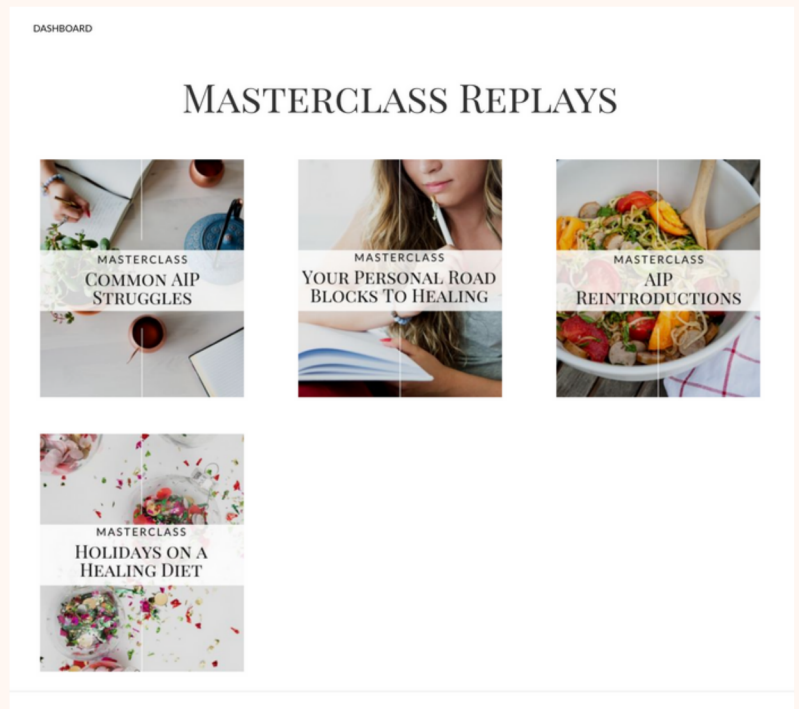 DASHBOARD
Masterclass Replays
MASTERCLASS
Common AIP
Struggles
MASTERCLASS
Your Personal Road
Blocks To Healing
MASTERCLASS
AIP
Reintroductions
MASTERCLASS
Holidays on a
Healing Diet